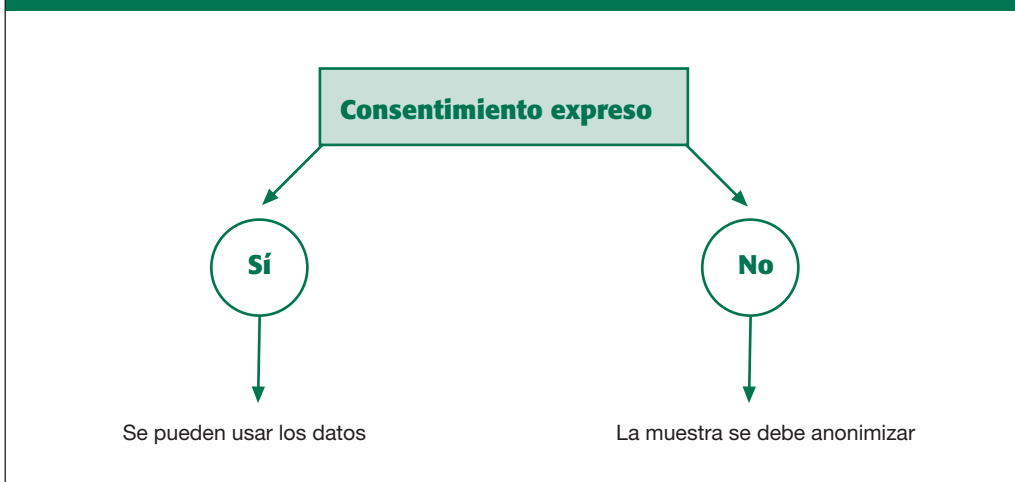 Consentimiento expreso
Sí
No
Se pueden usar los datos
La muestra se debe anonimizar